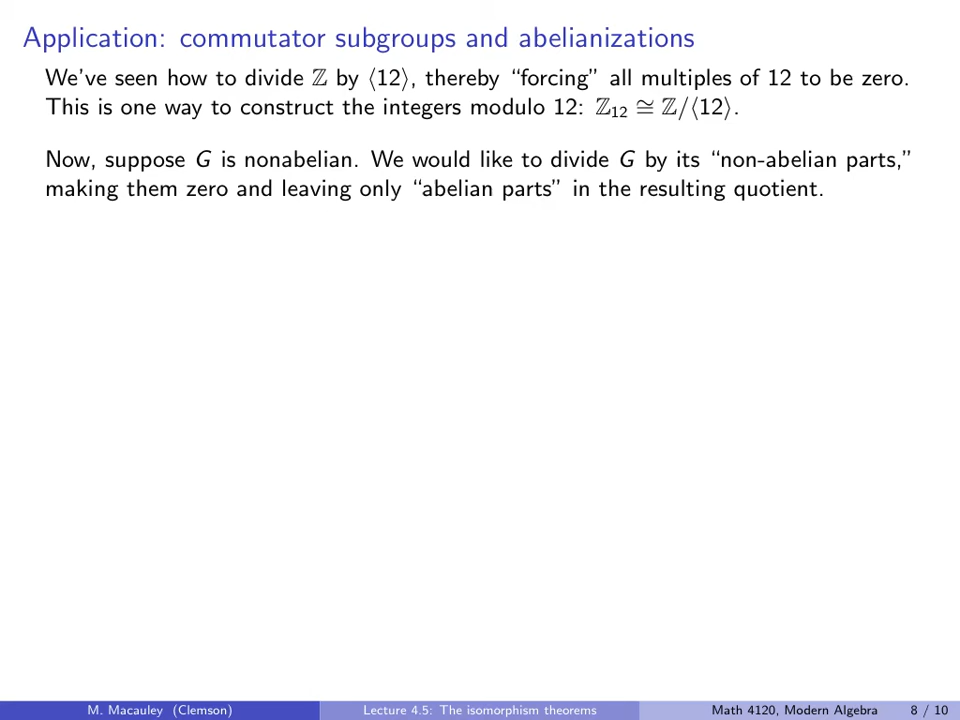 Application: commutator subgroups and abelianizations
We’ve seen how to divide ℤ by ⟨12⟩, thereby “forcing” all multiples of 12 to be zero.
This is one way to construct the integers modulo 12: ℤ₁₂ ≅ ℤ/⟨12⟩.
Now, suppose G is nonabelian. We would like to divide G by its “non-abelian parts,”
making them zero and leaving only “abelian parts” in the resulting quotient.
M. Macauley (Clemson) Lecture 4.5: The isomorphism theorems Math 4120, Modern Algebra 8 / 10